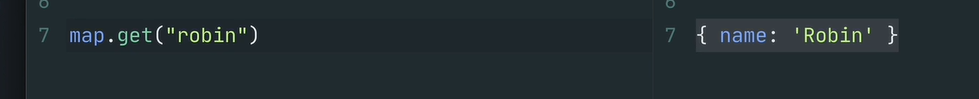 7 map.get("robin")
7 { name: 'Robin' }